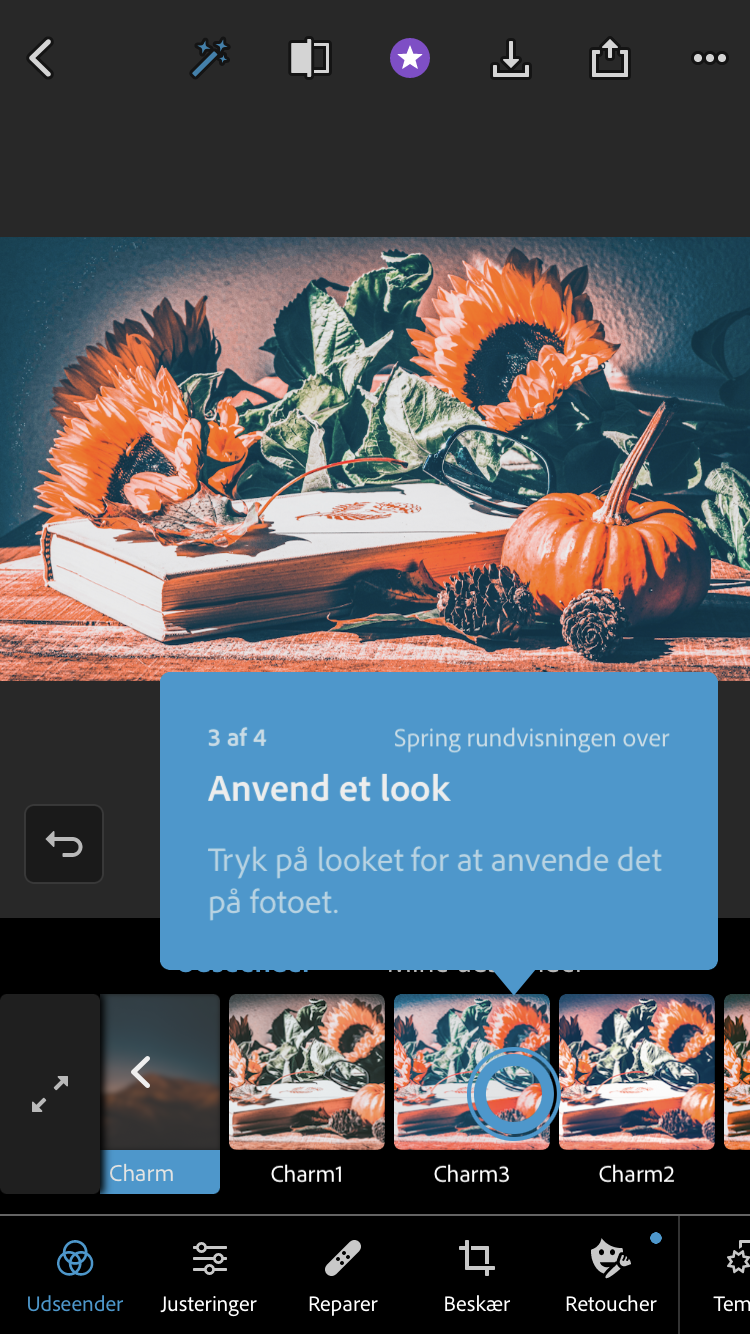 3 af 4
Spring rundvisningen over
Anvend et look
Tryk på looket for at anvende det
på fotoet.
Charm
Charm1
Charm3
Charm2
Udseender
Justeringer
Reparer
Beskær
Retoucher